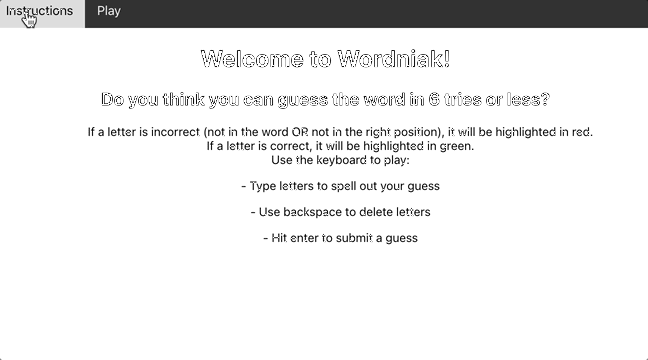 Instructions Play
Welcome to Wordniak!
Do you think you can guess the word in 6 tries or less?
If a letter is incorrect (not in the word OR not in the right position), it will be highlighted in red.
If a letter is correct, it will be highlighted in green.
Use the keyboard to play:
- Type letters to spell out your guess
- Use backspace to delete letters
- Hit enter to submit a guess